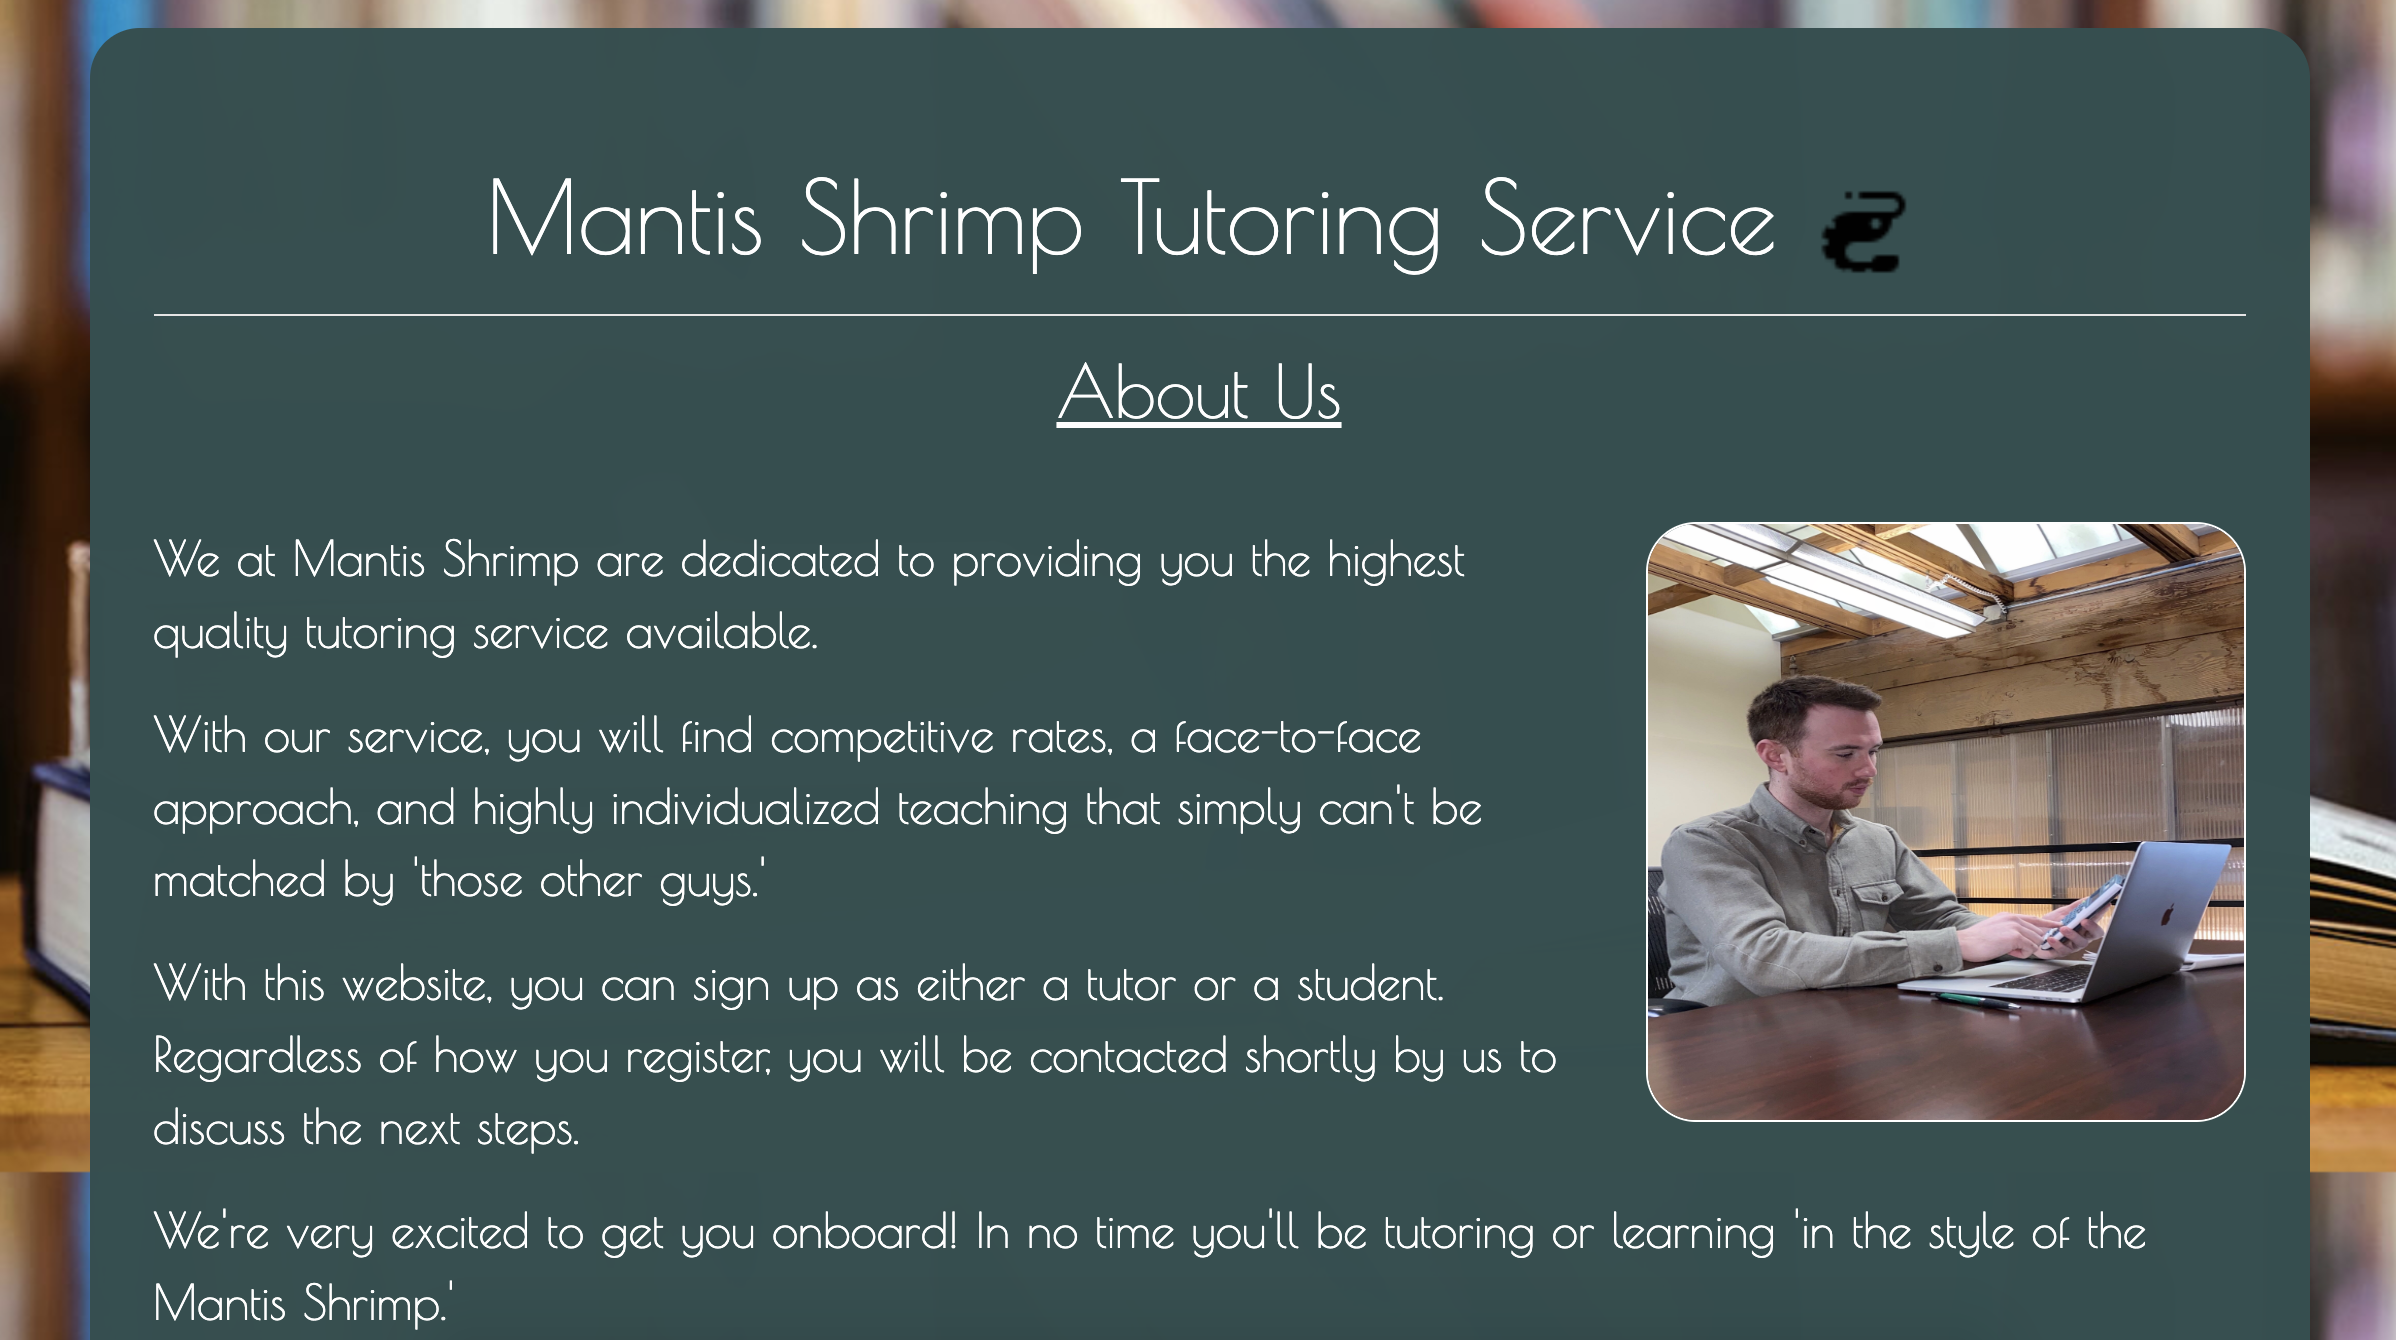 Mantis Shrimp Tutoring Service
About Us
We at Mantis Shrimp are dedicated to providing you the highest
quality tutoring service available.
With our service, you will find competitive rates, a face-to-face
approach, and highly individualized teaching that simply can't be
matched by 'those other guys.'
With this website, you can sign up as either a tutor or a student.
Regardless of how you register, you will be contacted shortly by us to
discuss the next steps.
We're very excited to get you onboard! In no time you'll be tutoring or learning 'in the style of the
Mantis Shrimp.'